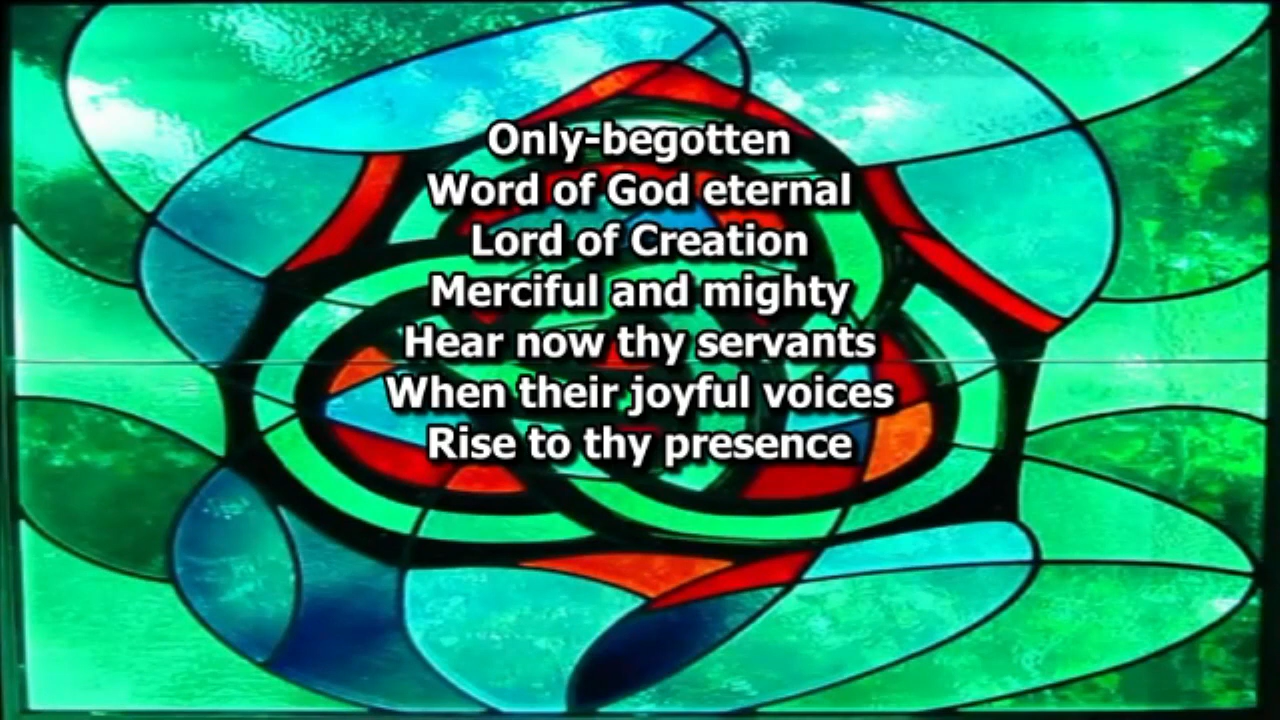 Only-begotten
Word of God eternal
Lord of Creation
Merciful and mighty
Hear now thy servants
When their joyful voices
Rise to thy presence